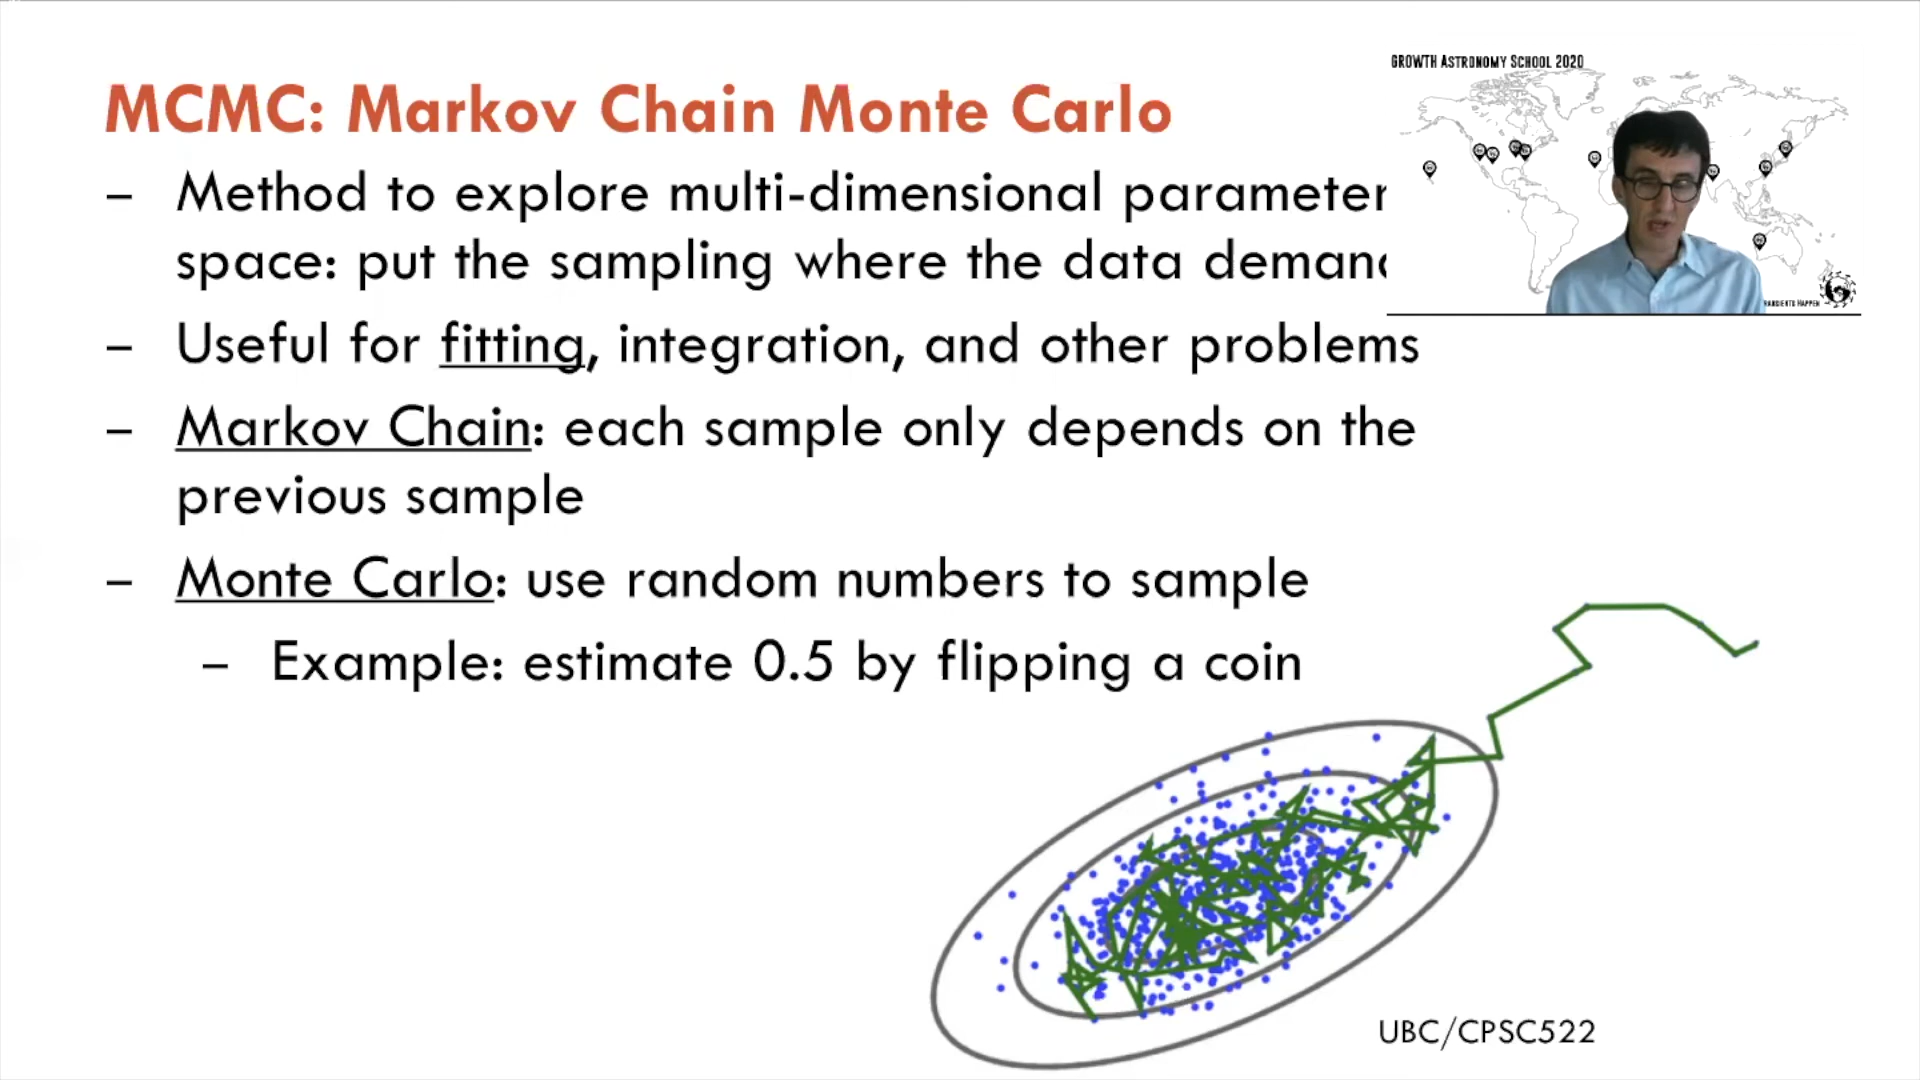 MCMC: Markov Chain Monte Carlo
– Method to explore multi-dimensional parameter
space: put the sampling where the data
– Useful for fitting, integration, and other problems
– Markov Chain: each sample only depends on the
previous sample
– Monte Carlo: use random numbers to sample
– Example: estimate 0.5 by flipping a coin
GROWTH ASTRONOMY SCHOOL 2020
HAPPEN
UBC/CPSC522